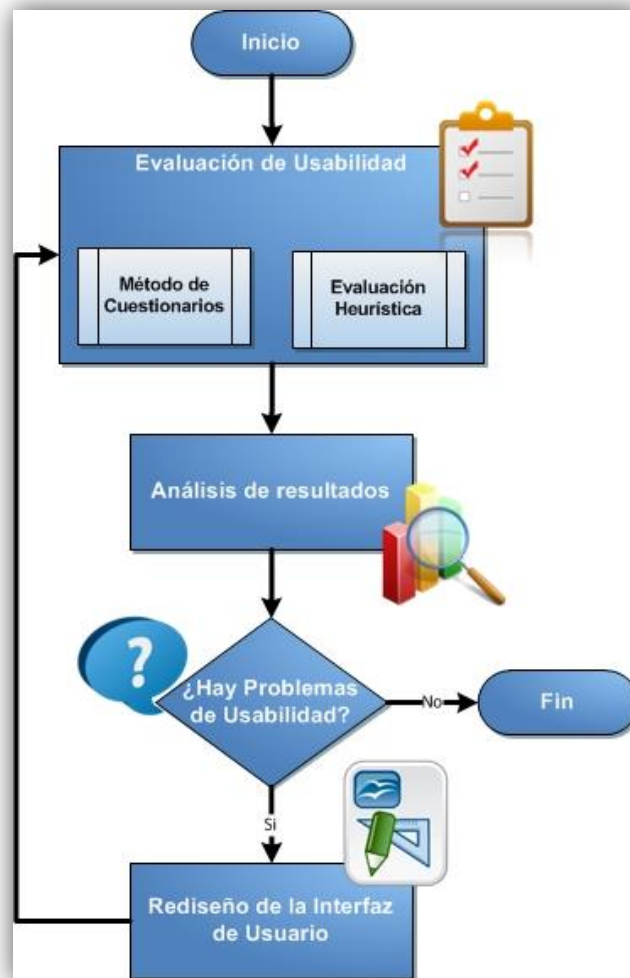 Inicio
Evaluación de Usabilidad
Método de
Cuestionarios
Evaluación
Heurística
Análisis de resultados
?
¿Hay Problemas
de Usabilidad?
No
Fin
Si
Rediseño de la Interfaz
de Usuario